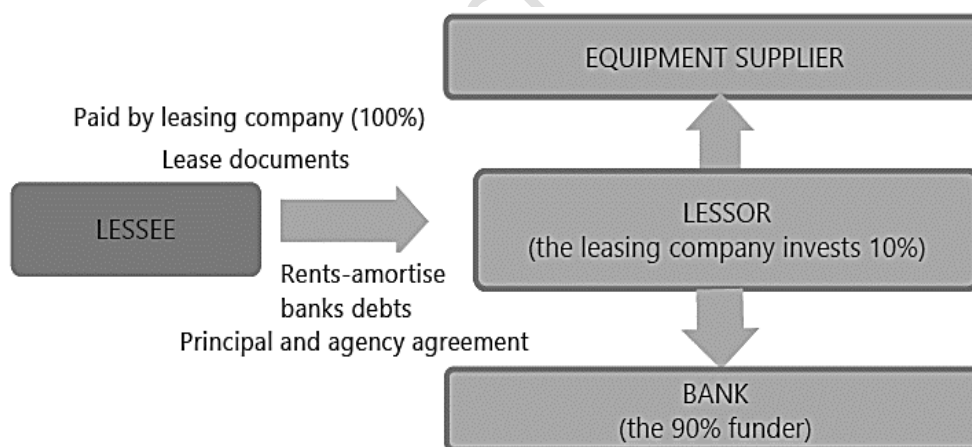 EQUIPMENT SUPPLIER
Paid by leasing company (100%)
Lease documents
LESSEE
LESSOR
(the leasing company invests 10%)
Rents-amortise
banks debts
Principal and agency agreement
BANK
(the 90% funder)